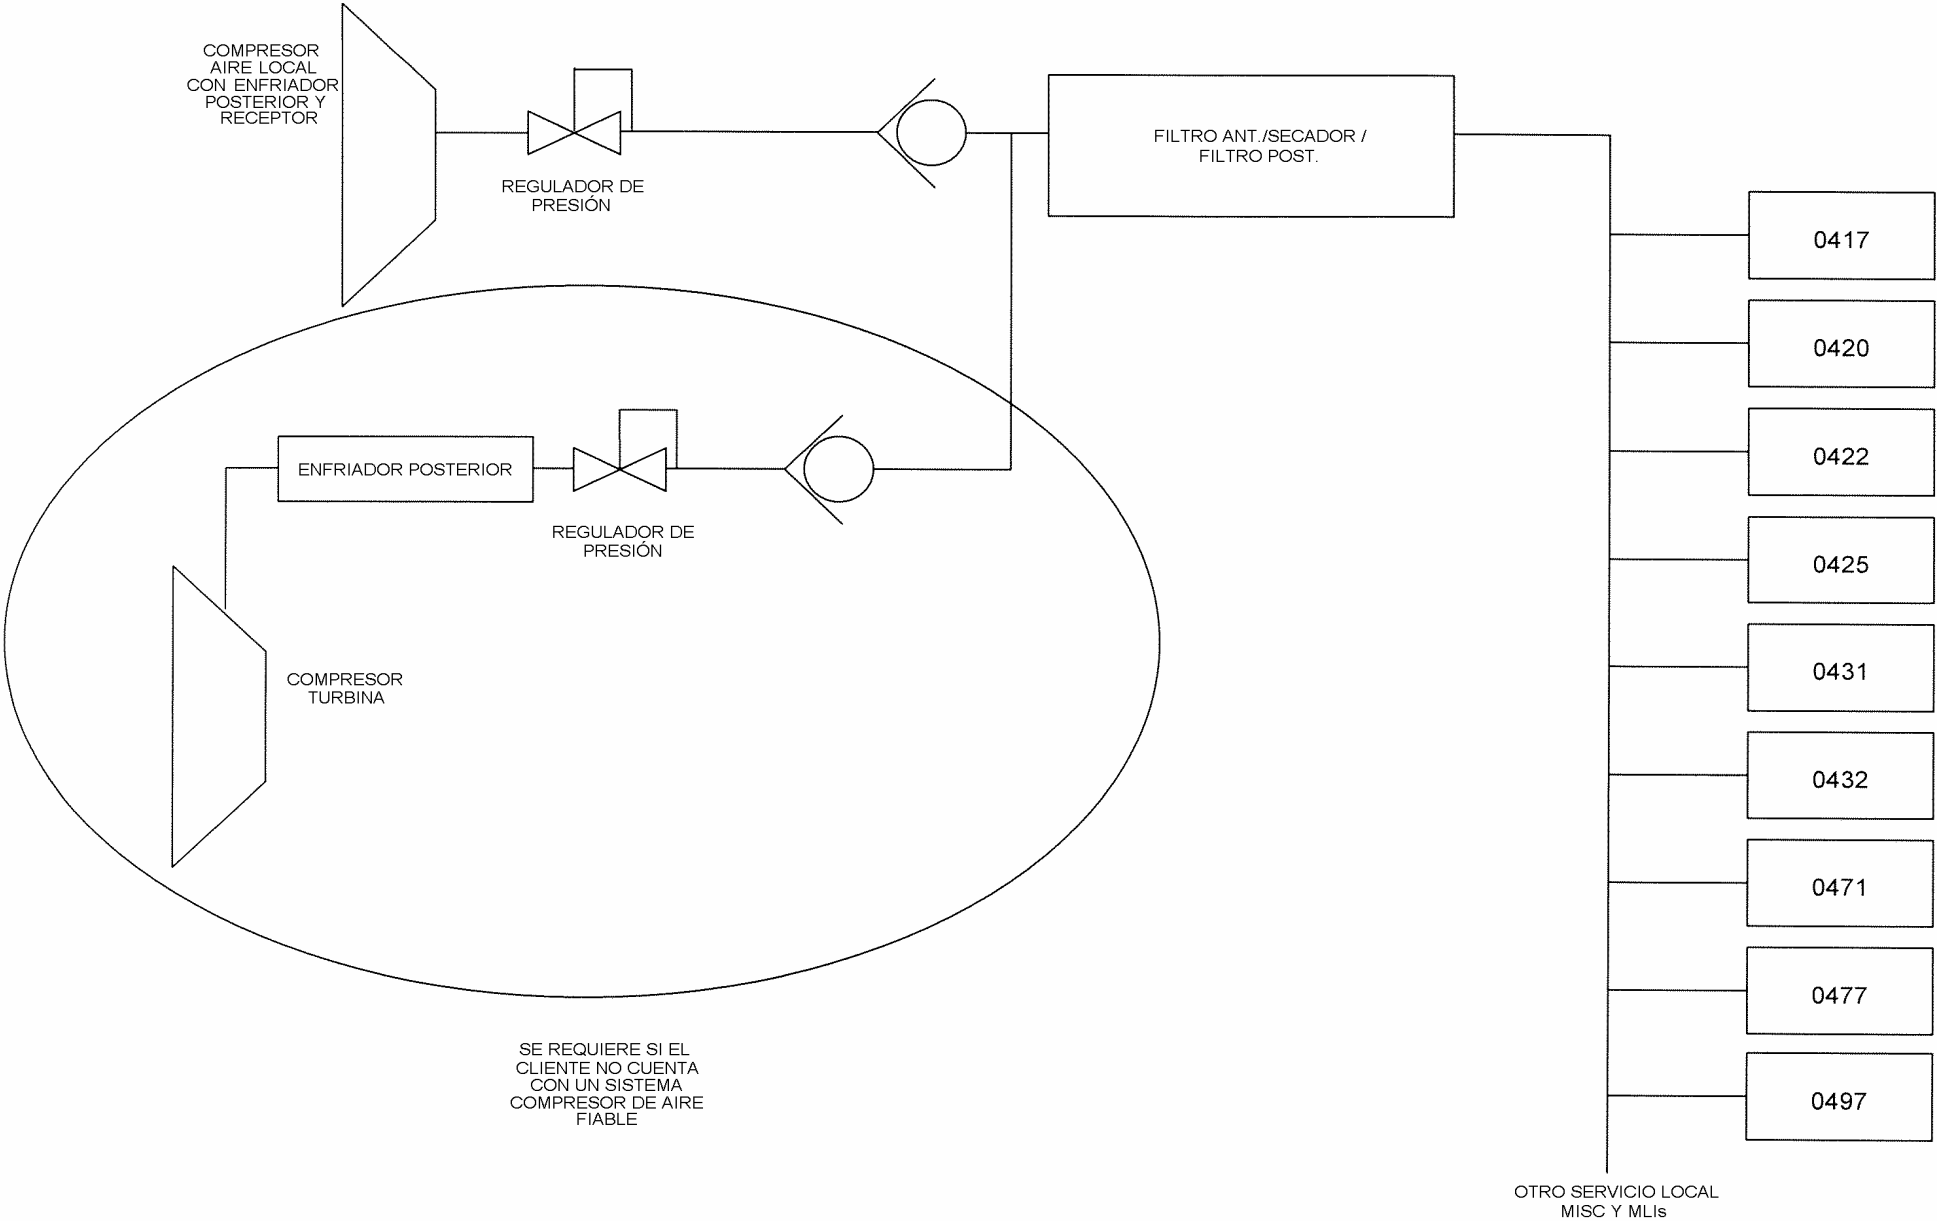 COMPRESOR
AIRE LOCAL
CON ENFRIADOR
POSTERIOR Y
RECEPTOR
REGULADOR DE
PRESIÓN
FILTRO ANT./SECADOR /
FILTRO POST.
0417
0420
0422
0425
0431
0432
0471
0477
0497
ENFRIADOR POSTERIOR
REGULADOR DE
PRESIÓN
COMPRESOR
TURBINA
SE REQUIERE SI EL
CLIENTE NO CUENTA
CON UN SISTEMA
COMPRESOR DE AIRE
FIABLE
OTRO SERVICIO LOCAL
MISC Y MLIs